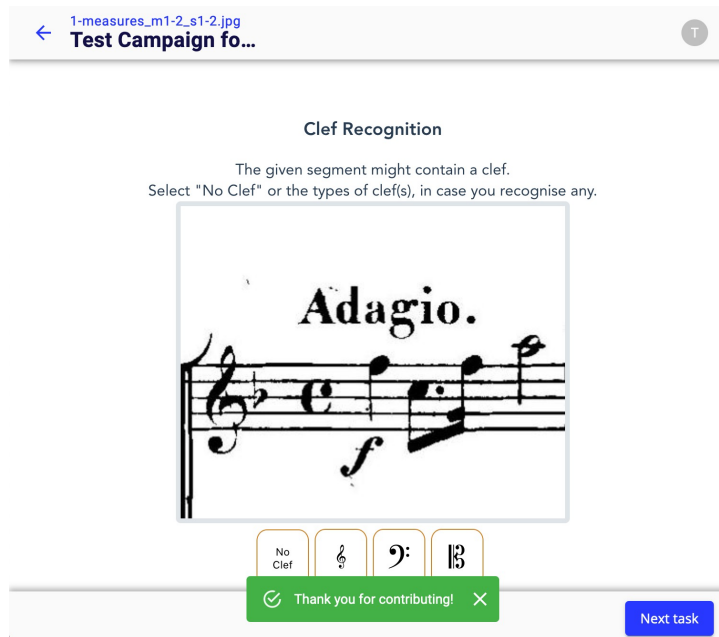 1-measures_m1-2_s1-2.jpg
Test Campaign fo...
T
Clef Recognition
The given segment might contain a clef.
Select "No Clef" or the types of clef(s), in case you recognise any.
Adagio.
f
No
Clef
Thank you for contributing!
Next task